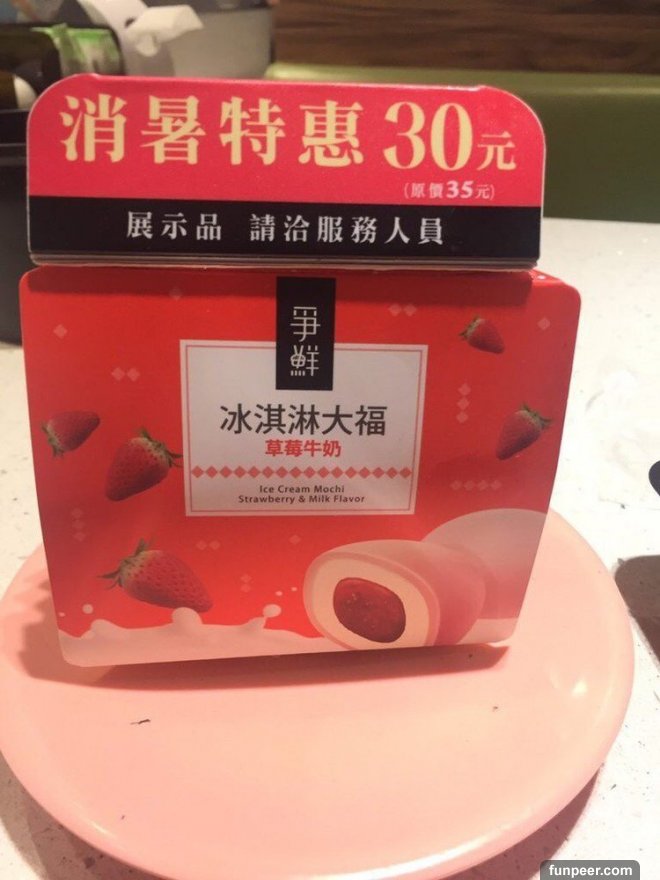 消暑特惠30元
(原價35元)
展示品 請洽服務人員
爭鮮
冰淇淋大福
草莓牛奶
Ice Cream Mochi
Strawberry & Milk Flavor
funpeer.com